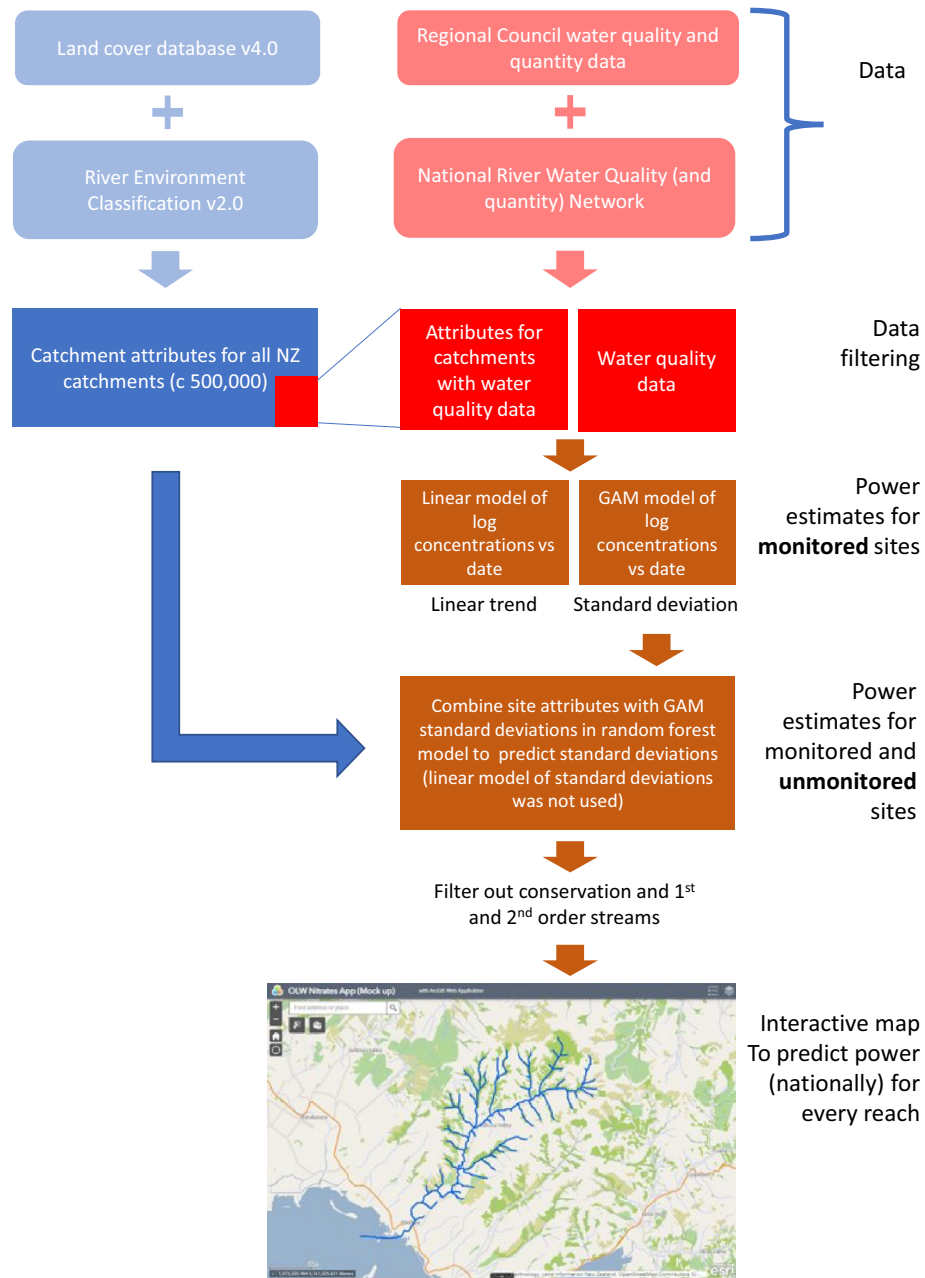 Land cover database v4.0
Regional Council water quality and
quantity data
Data
River Environment
Classification v2.0
National River Water Quality (and
quantity) Network
Catchment attributes for all NZ
catchments (c 500,000)
Attributes for
catchments
with water
quality data
Water quality
data
Data
filtering
Linear model of
log
concentrations vs
date
GAM model of
log
concentrations
vs date
Power
estimates for
monitored sites
Linear trend
Standard deviation
Combine site attributes with GAM
standard deviations in random forest
model to  predict standard deviations
(linear model of standard deviations
was not used)
Power
estimates for
monitored and
unmonitored
sites
Filter out conservation and 1st
and 2nd order streams
OLW Nitrates App (Mock up)
with ArcGIS Web AppBuilder
Find address or place
Interactive map
To predict power
(nationally) for
every reach
esri